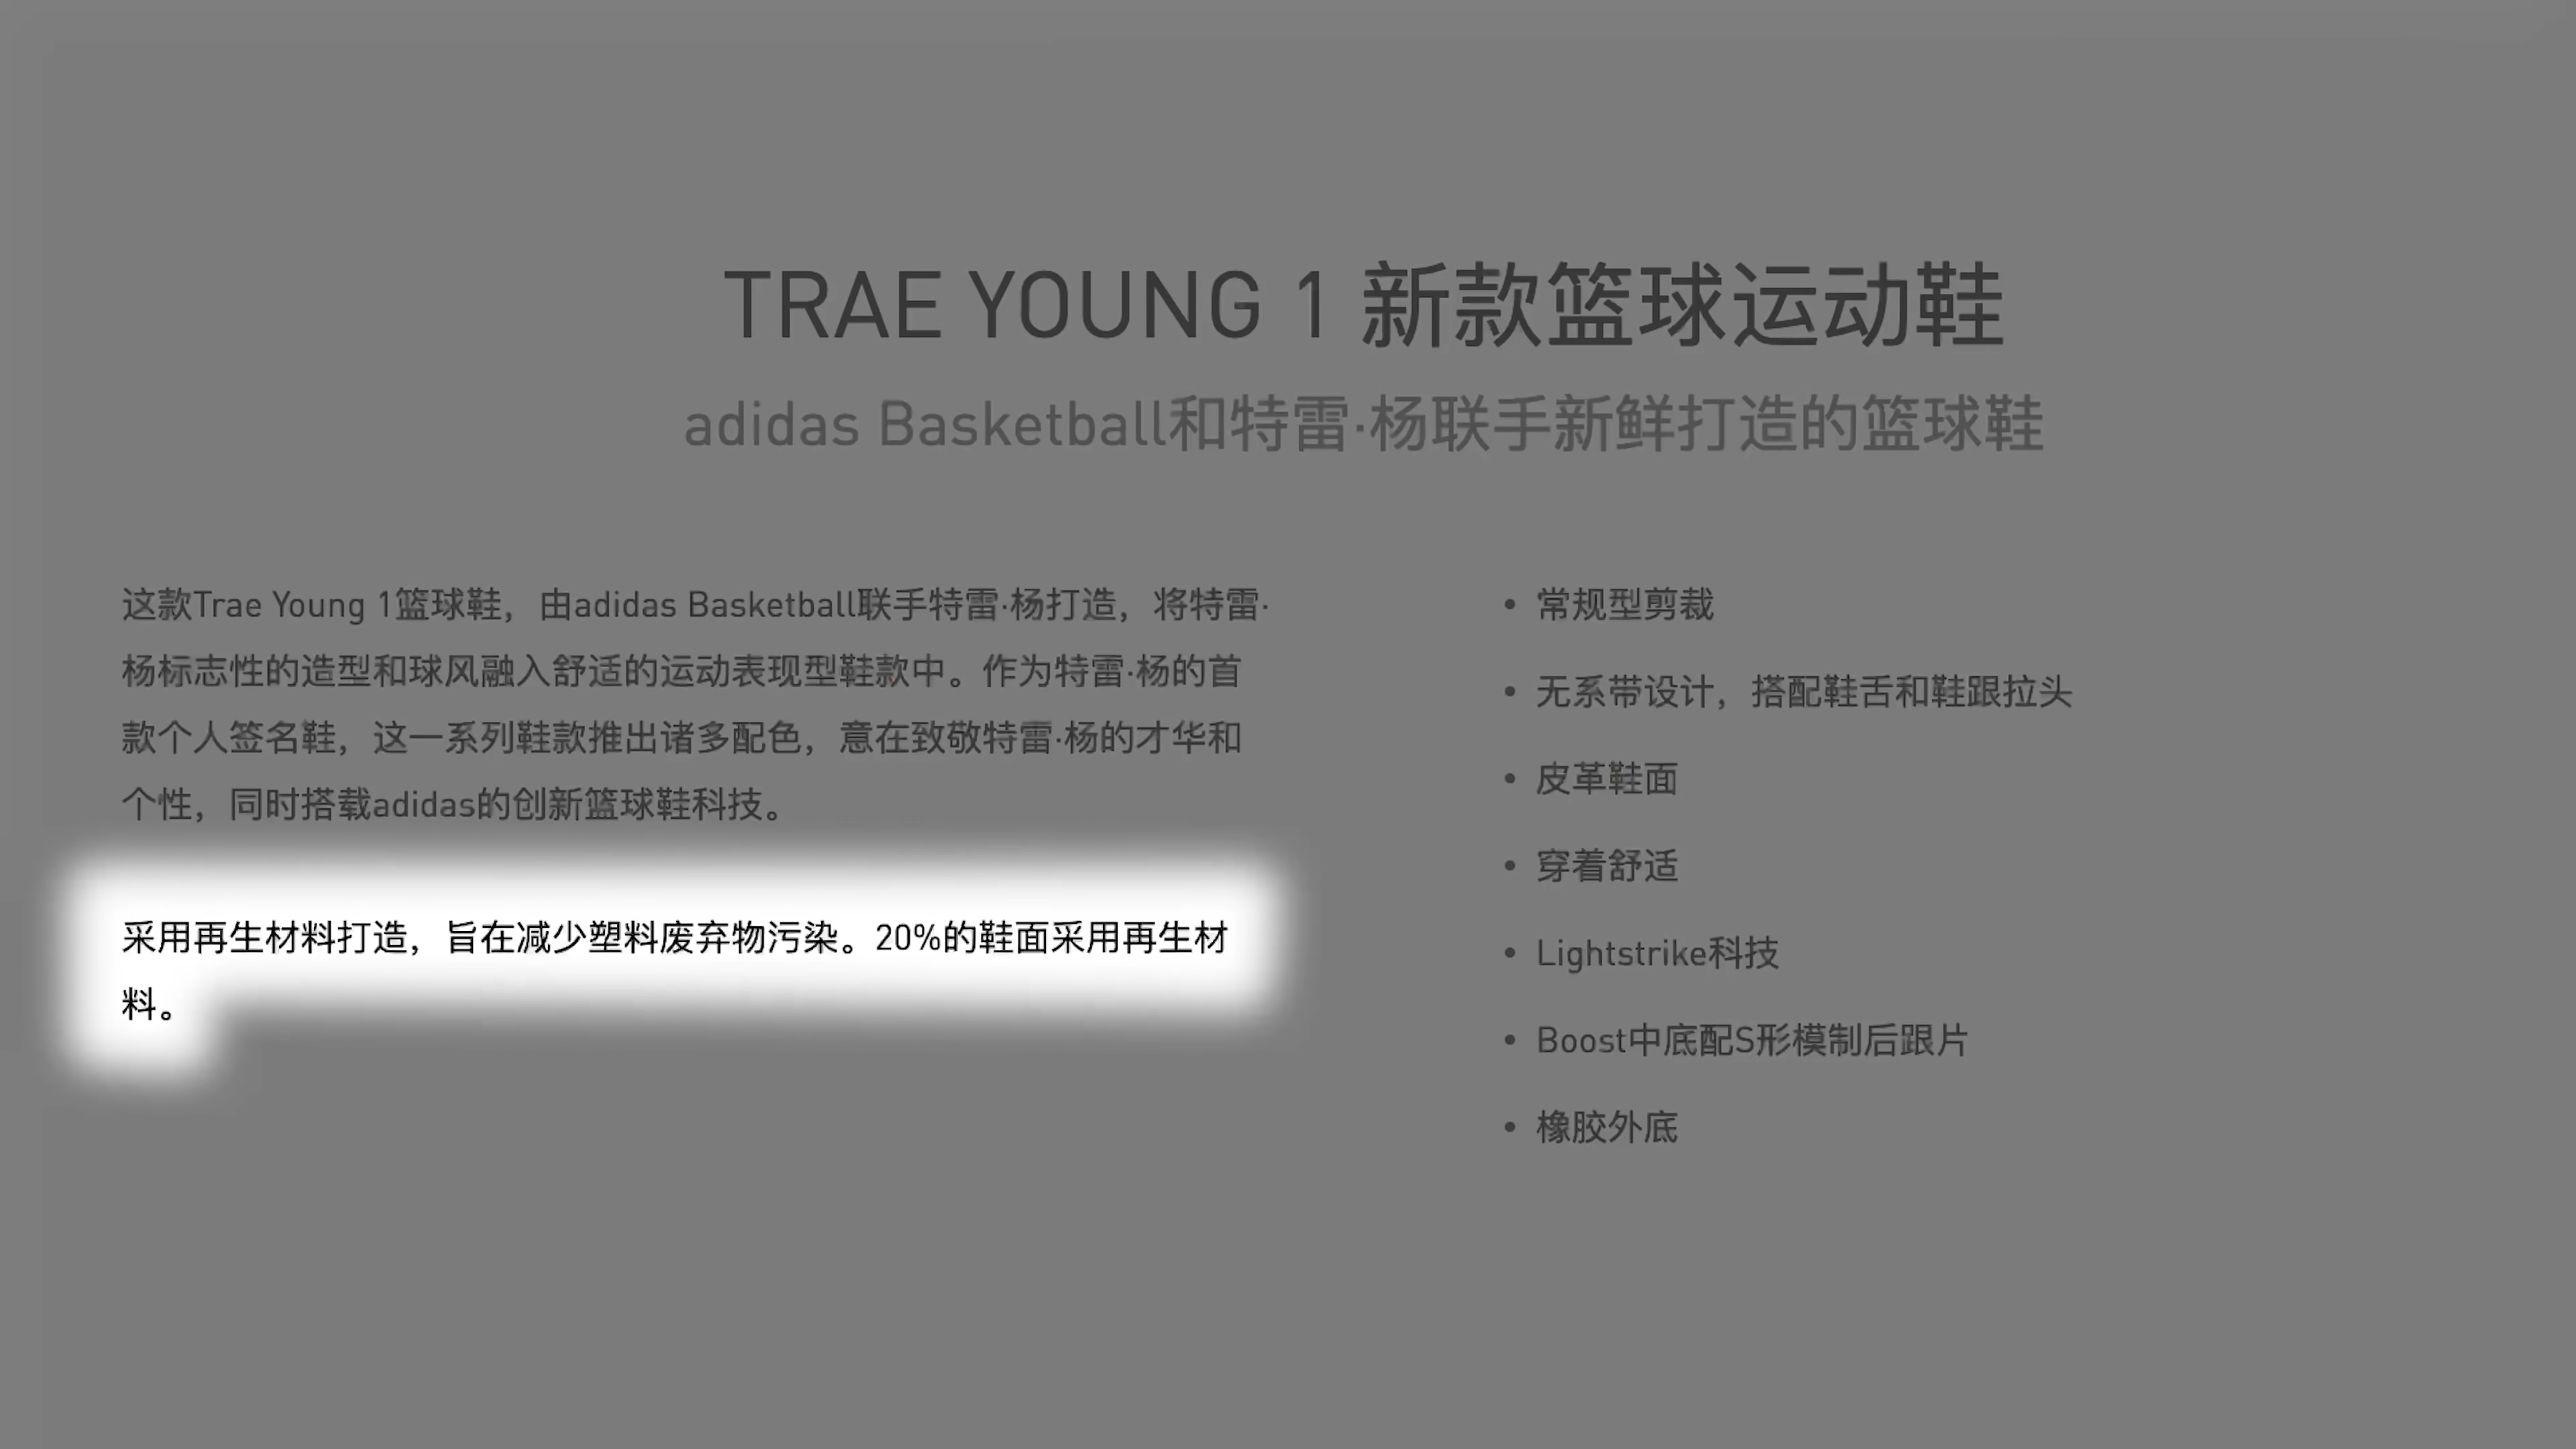 TRAE YOUNG 1 新款篮球运动鞋
adidas Basketball和特雷·杨联手新鲜打造的篮球鞋
这款Trae Young 1篮球鞋，由adidas Basketball联手特雷·杨打造，将特雷·
杨标志性的造型和球风融入舒适的运动表现型鞋款中。作为特雷·杨的首
款个人签名鞋，这一系列鞋款推出诸多配色，意在致敬特雷·杨的才华和
个性，同时搭载adidas的创新篮球鞋科技。
采用再生材料打造，旨在减少塑料废弃物污染。20%的鞋面采用再生材
料。
• 常规型剪裁
• 无系带设计，搭配鞋舌和鞋跟拉头
• 皮革鞋面
• 穿着舒适
• Lightstrike科技
• Boost中底配S形模制后跟片
• 橡胶外底